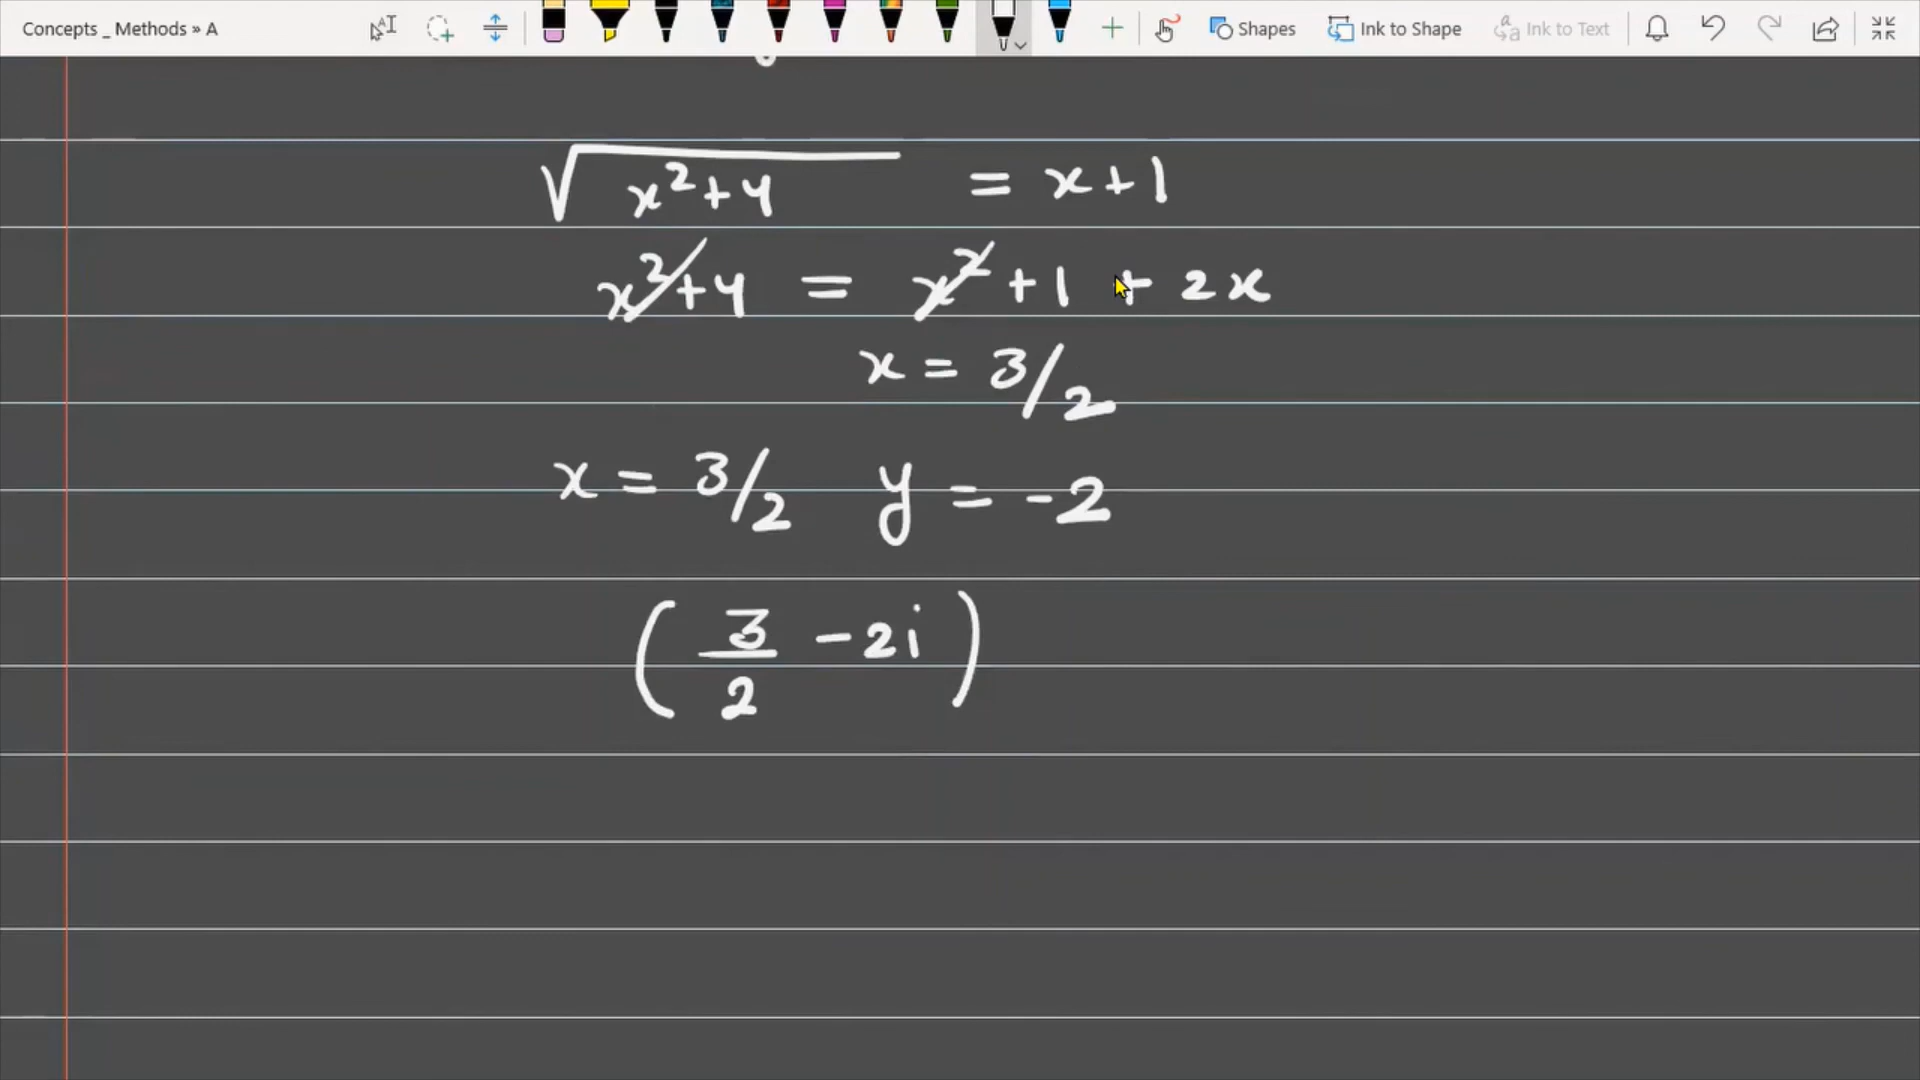 Concepts _ Methods » A
Shapes Ink to Shape Ink to Text
√(x²+4) = x+1
x²+4 = x²+1 + 2x
x = 3/2
x = 3/2 y = -2
(3/2 -2i)